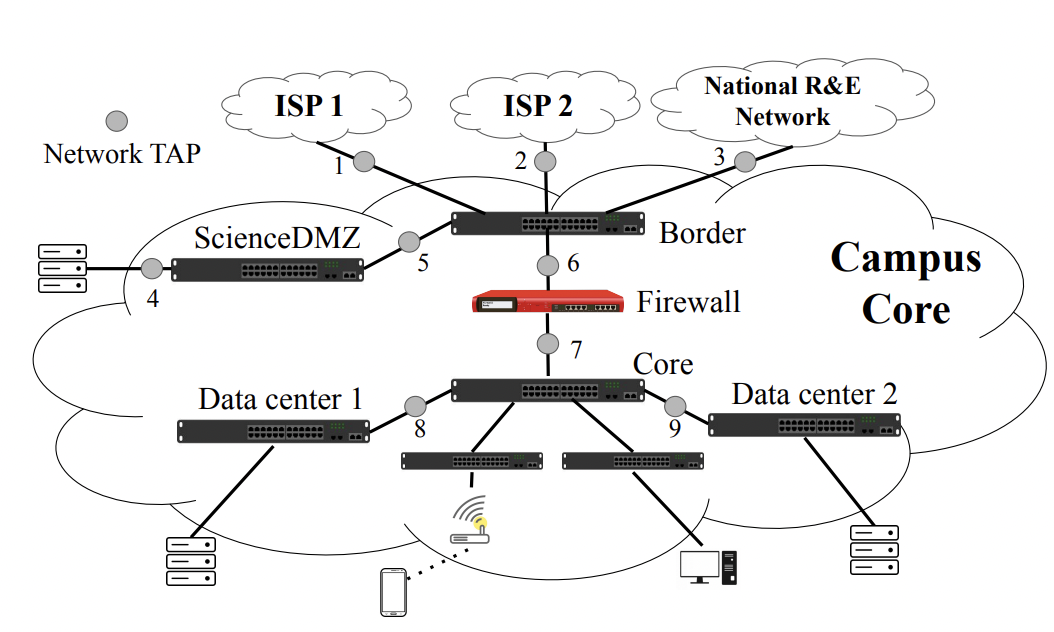 ISP 1
ISP 2
National R&E
Network
Network TAP
1
2
3
ScienceDMZ
Border
5
6
4
Campus
Core
Firewall
7
Core
Data center 1
Data center 2
8
9